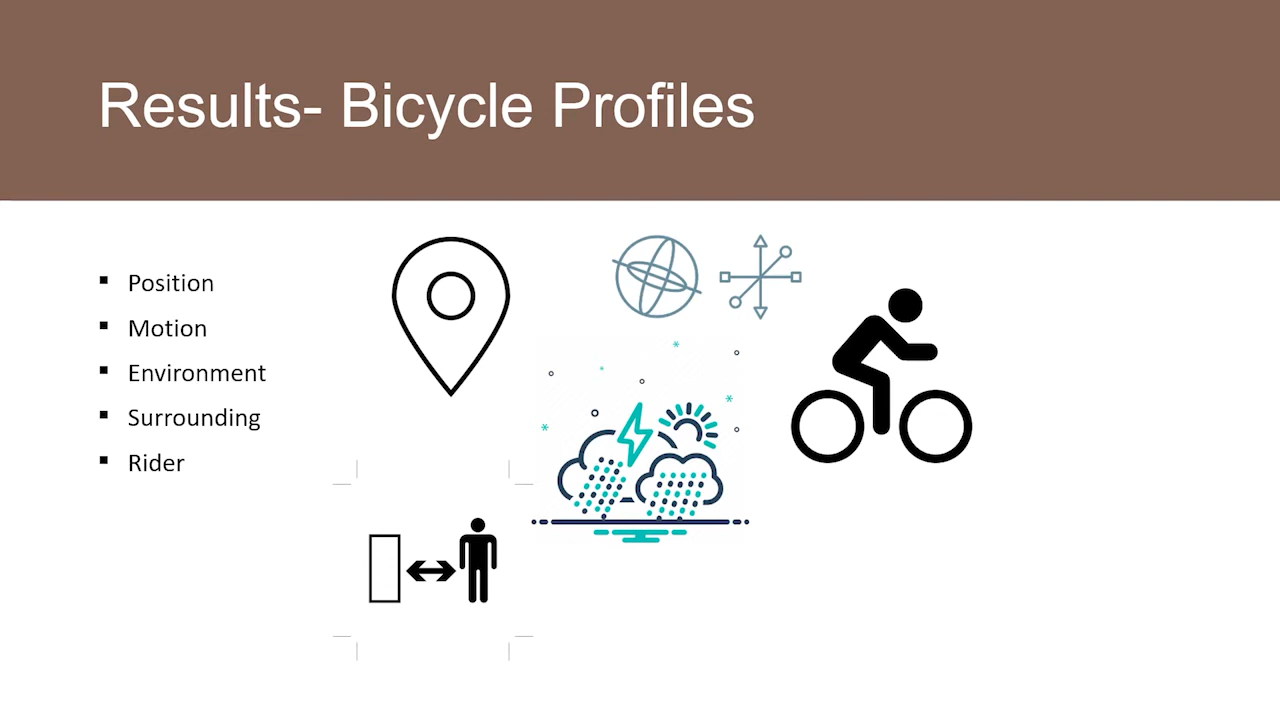 Results- Bicycle Profiles
Position
Motion
Environment
Surrounding
Rider